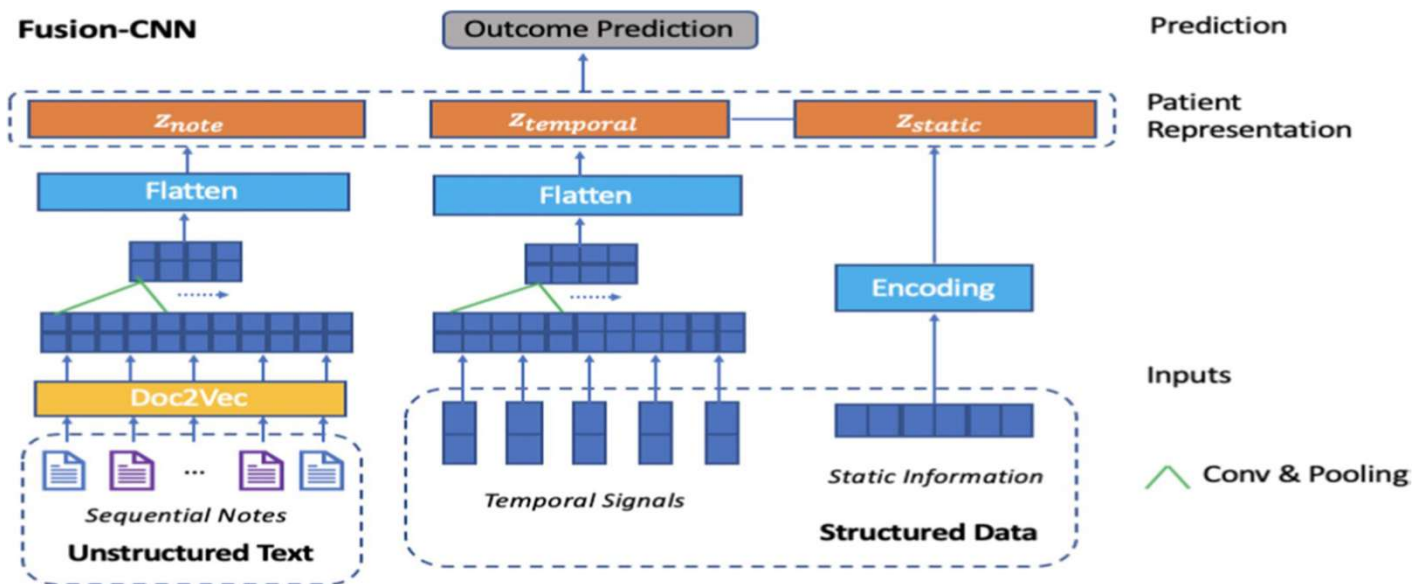 Fusion-CNN
Outcome Prediction
Prediction
z_note
z_temporal
z_static
Patient
Representation
Flatten
Flatten
Encoding
Doc2Vec
Inputs
...
Sequential Notes
Unstructured Text
Temporal Signals
Static Information
Structured Data
Conv & Pooling